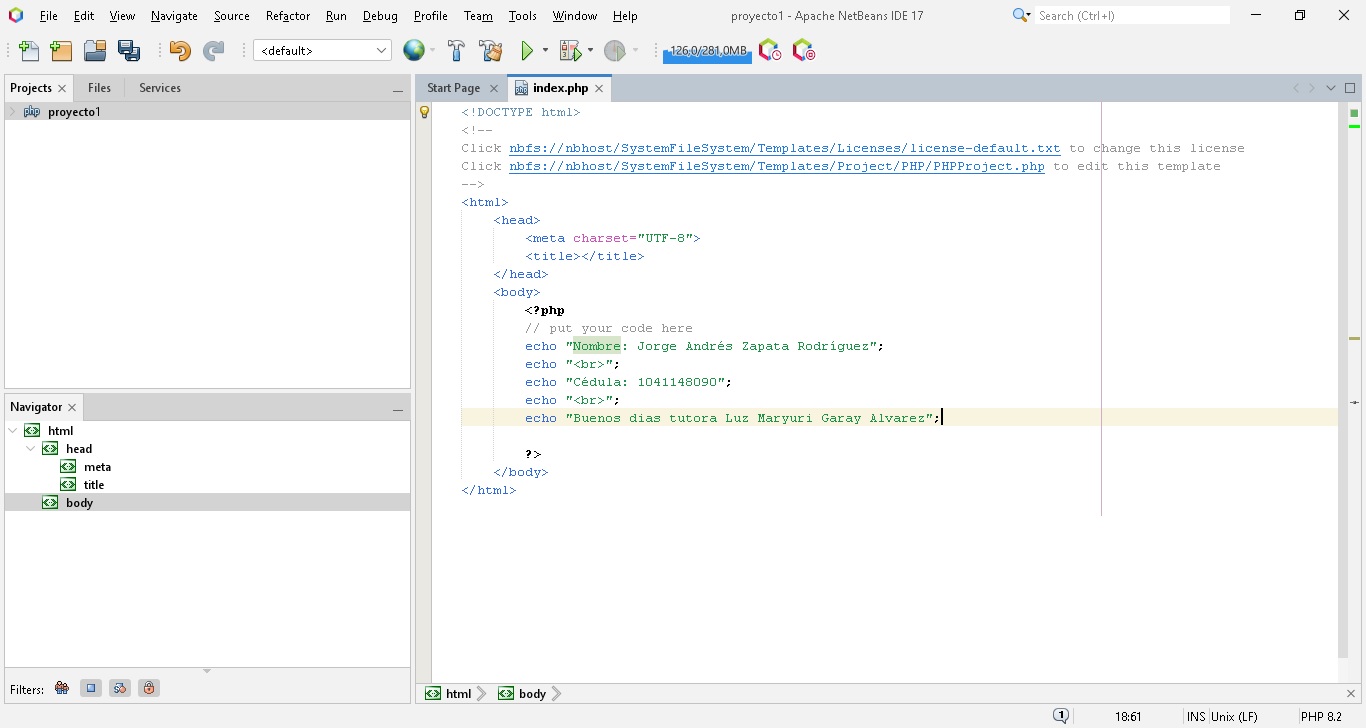 File Edit View Navigate Source Refactor Run Debug Profile Team Tools Window Help proyecto1 - Apache NetBeans IDE 17 Search (Ctrl+I)
<default> 126,0/281,0MB
Projects Files Services
proyecto1
Start Page index.php
<!DOCTYPE html>
<!--
Click nbfs://nbhost/SystemFileSystem/Templates/Licenses/license-default.txt to change this license
Click nbfs://nbhost/SystemFileSystem/Templates/Project/PHP/PHPProject.php to edit this template
-->
<html>
<head>
<meta charset="UTF-8">
<title></title>
</head>
<body>
<?php
// put your code here
echo "Nombre: Jorge Andrés Zapata Rodríguez";
echo "<br>";
echo "Cédula: 1041148090";
echo "<br>";
echo "Buenos dias tutora Luz Maryuri Garay Alvarez";
?>
</body>
</html>
Navigator
html
head
meta
title
body
Filters:
html body
1 18:61 INS Unix (LF) PHP 8.2